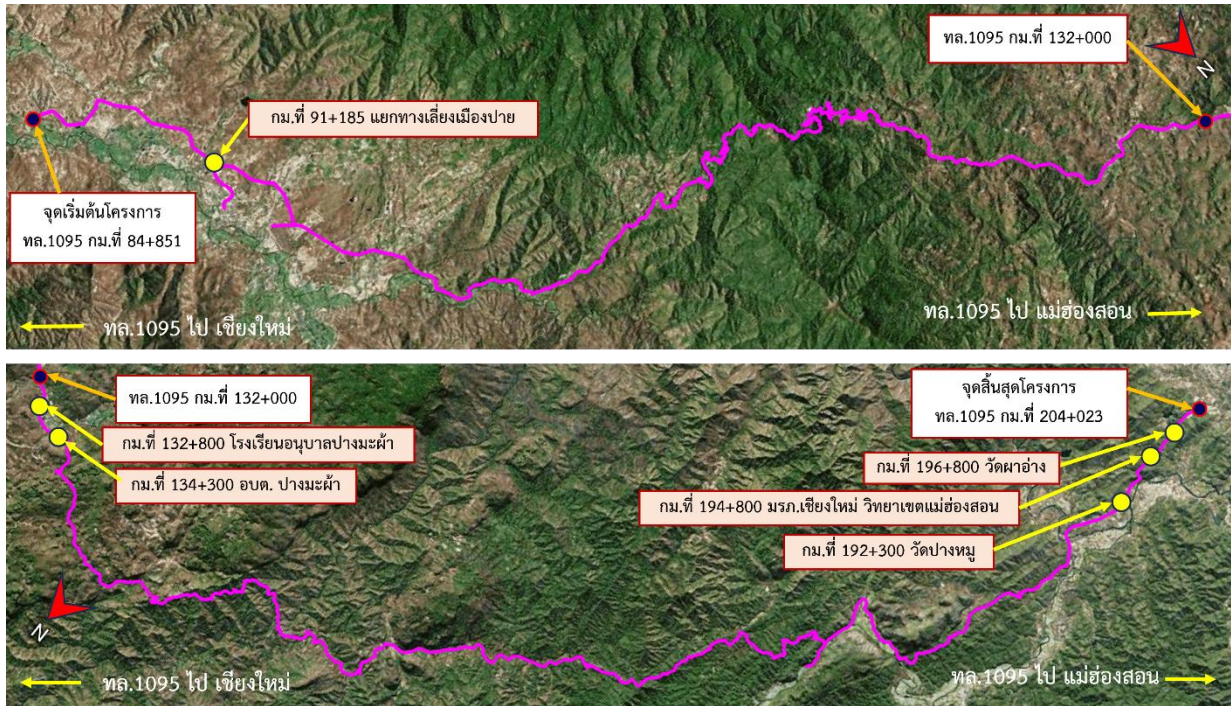 ทล.1095 กม.ที่ 132+000
N
กม.ที่ 91+185 แยกทางเลี่ยงเมืองปาย
จุดเริ่มต้นโครงการ
ทล.1095 กม.ที่ 84+851
ทล.1095 ไป เชียงใหม่
ทล.1095 ไป แม่ฮ่องสอน
ทล.1095 กม.ที่ 132+000
กม.ที่ 132+800 โรงเรียนอนุบาลปางมะผ้า
กม.ที่ 134+300 อบต. ปางมะผ้า
จุดสิ้นสุดโครงการ
ทล.1095 กม.ที่ 204+023
กม.ที่ 196+800 วัดผาอ่าง
กม.ที่ 194+800 มรภ.เชียงใหม่ วิทยาเขตแม่ฮ่องสอน
กม.ที่ 192+300 วัดปางหมู
N
ทล.1095 ไป เชียงใหม่
ทล.1095 ไป แม่ฮ่องสอน